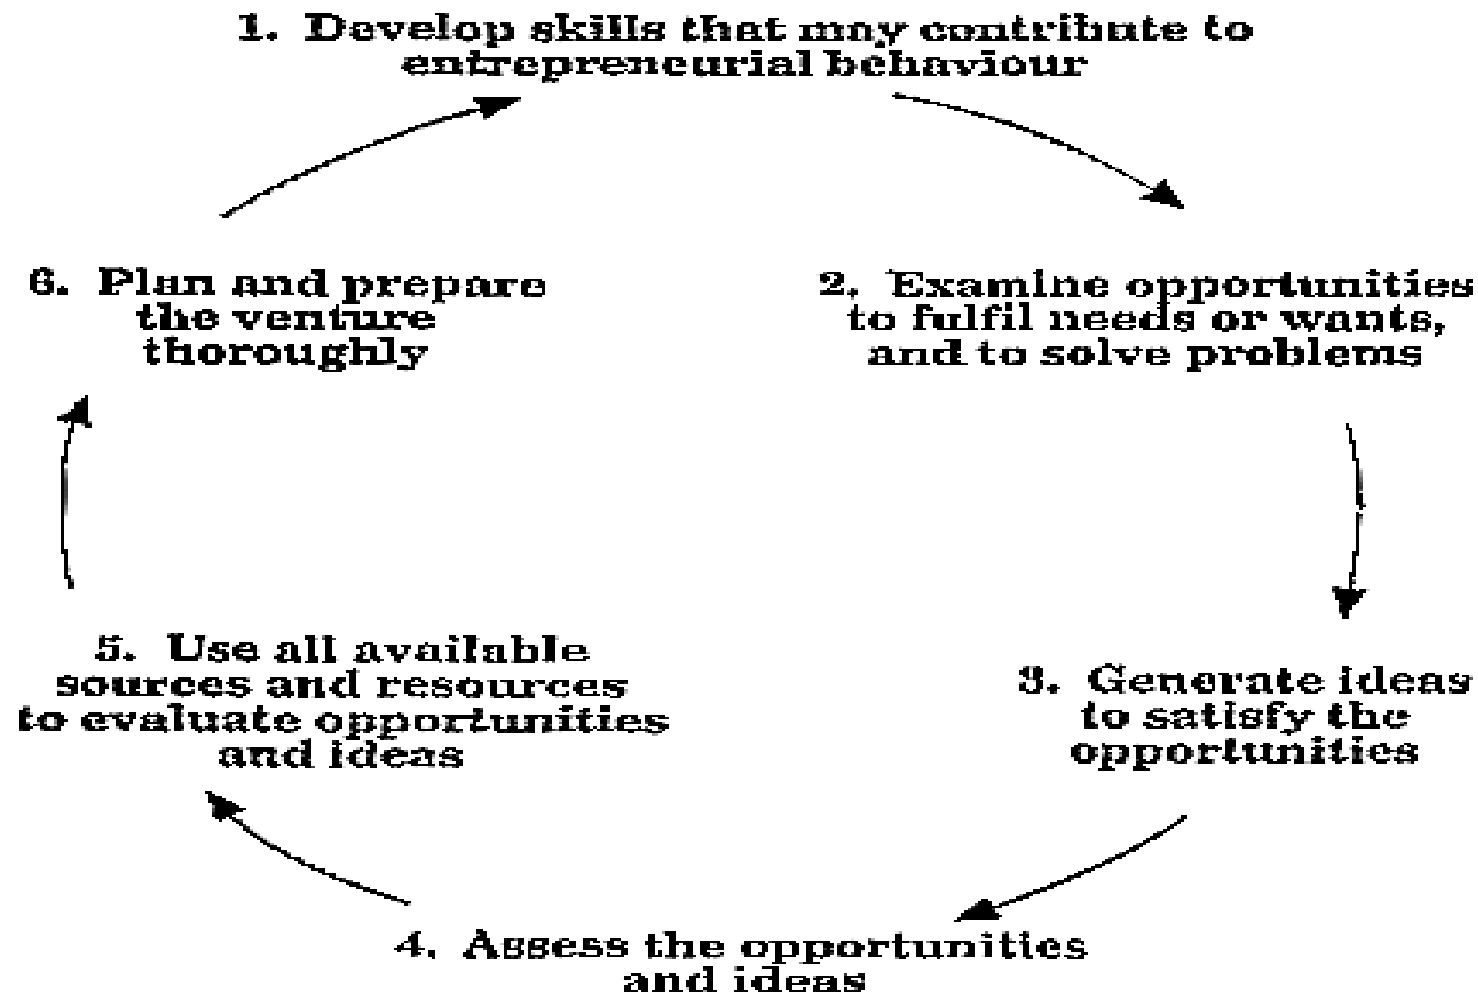 1. Develop skills that may contribute to
entrepreneurial behaviour
2. Examine opportunities
to fulfil needs or wants,
and to solve problems
3. Generate ideas
to satisfy the
opportunities
4. Assess the opportunities
and ideas
5. Use all available
sources and resources
to evaluate opportunities
and ideas
6. Plan and prepare
the venture
thoroughly